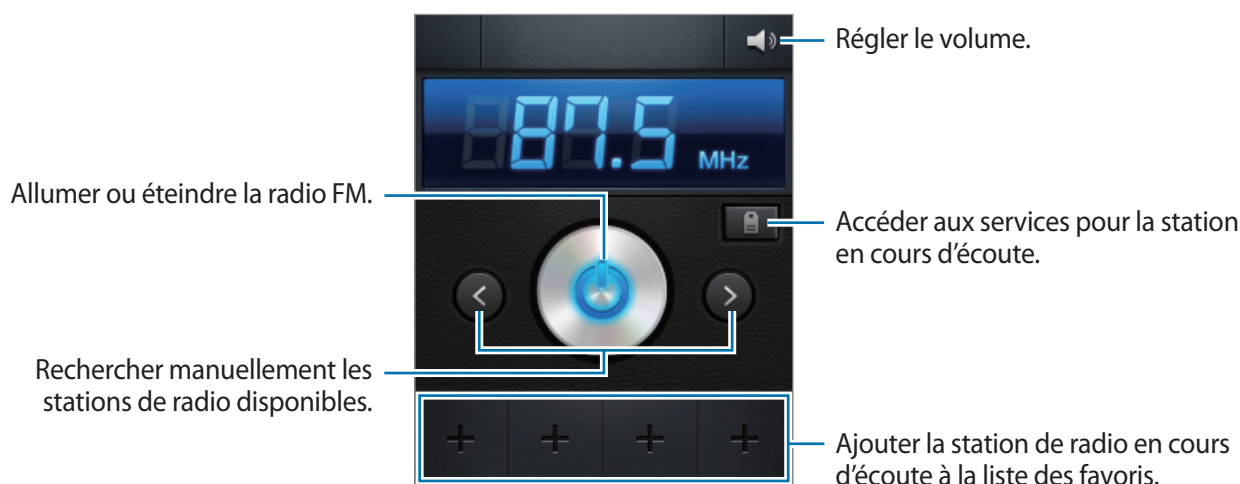 Régler le volume.
87.5 MHz
Allumer ou éteindre la radio FM.
Accéder aux services pour la station
en cours d'écoute.
Rechercher manuellement les
stations de radio disponibles.
Ajouter la station de radio en cours
d'écoute à la liste des favoris.